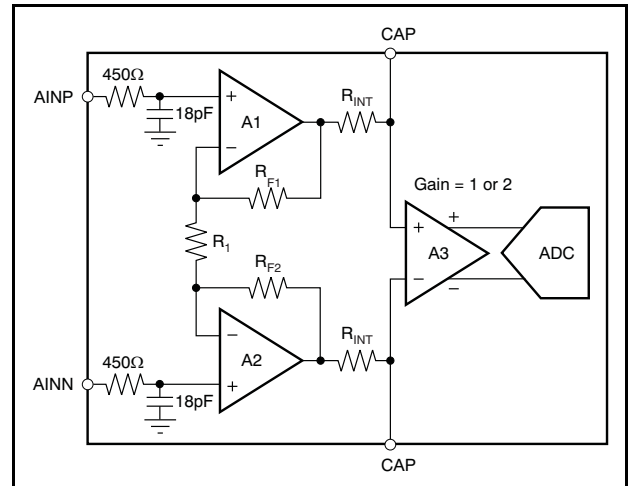 CAP
450Ω
AINP
18pF
+
A1
−
R_INT
R_F1
Gain = 1 or 2
R_1
+
+
A3
ADC
−
−
R_F2
−
A2
+
R_INT
450Ω
AINN
18pF
CAP